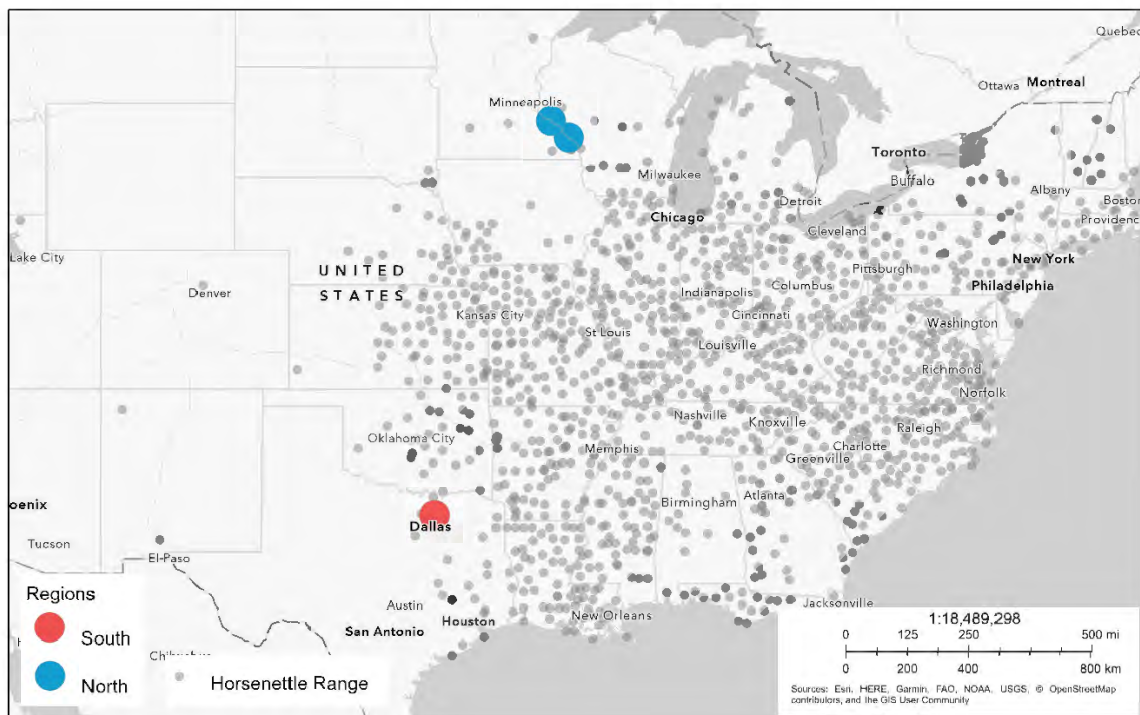 Quebec
Ottawa
Montreal
Minneapolis
Toronto
Milwaukee
Buffalo
Albany
Boston
Detroit
Providenc
Chicago
Cleveland
Lake City
New York
UNITED
STATES
Pittsburgh
Denver
Indianapolis
Columbus
Philadelphia
Kansas City
Cincinnati
St Louis
Washington
Louisville
Richmond
Norfolk
Nashville
Knoxville
Oklahoma City
Memphis
Raleigh
Charlotte
Greenville
oenix
Birmingham
Atlanta
Dallas
Tucson
El-Paso
Regions
Austin
Jacksonville
South
San Antonio
Houston
New Orleans
North
Horsenettle Range
1:18,489,298
0 125 250 500 mi
0 200 400 800 km
Sources: Esri, HERE, Garmin, FAO, NOAA, USGS, © OpenStreetMap
contributors, and the GIS User Community